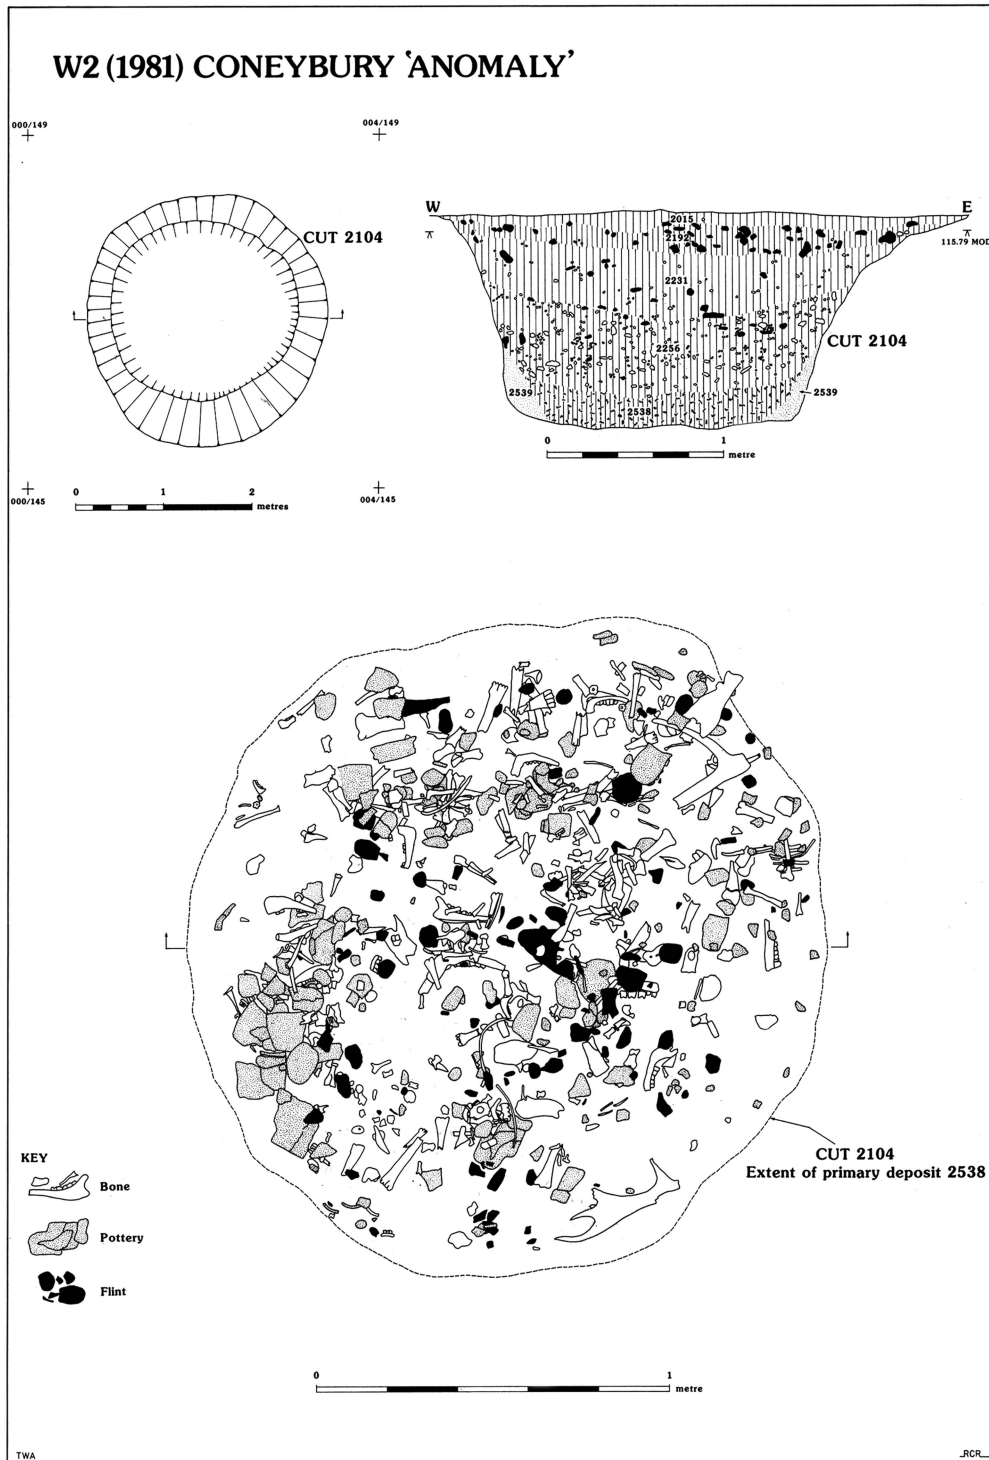 W2 (1981) CONEYBURY ‘ANOMALY’
000/149
004/149
CUT 2104
000/145
004/145
0 1 2
metres
W
E
2015
2192
115.79 MOD
2231
2256
CUT 2104
2539
2539
2538
0 1
metre
CUT 2104
Extent of primary deposit 2538
KEY
Bone
Pottery
Flint
0 1
metre
TWA
RCR